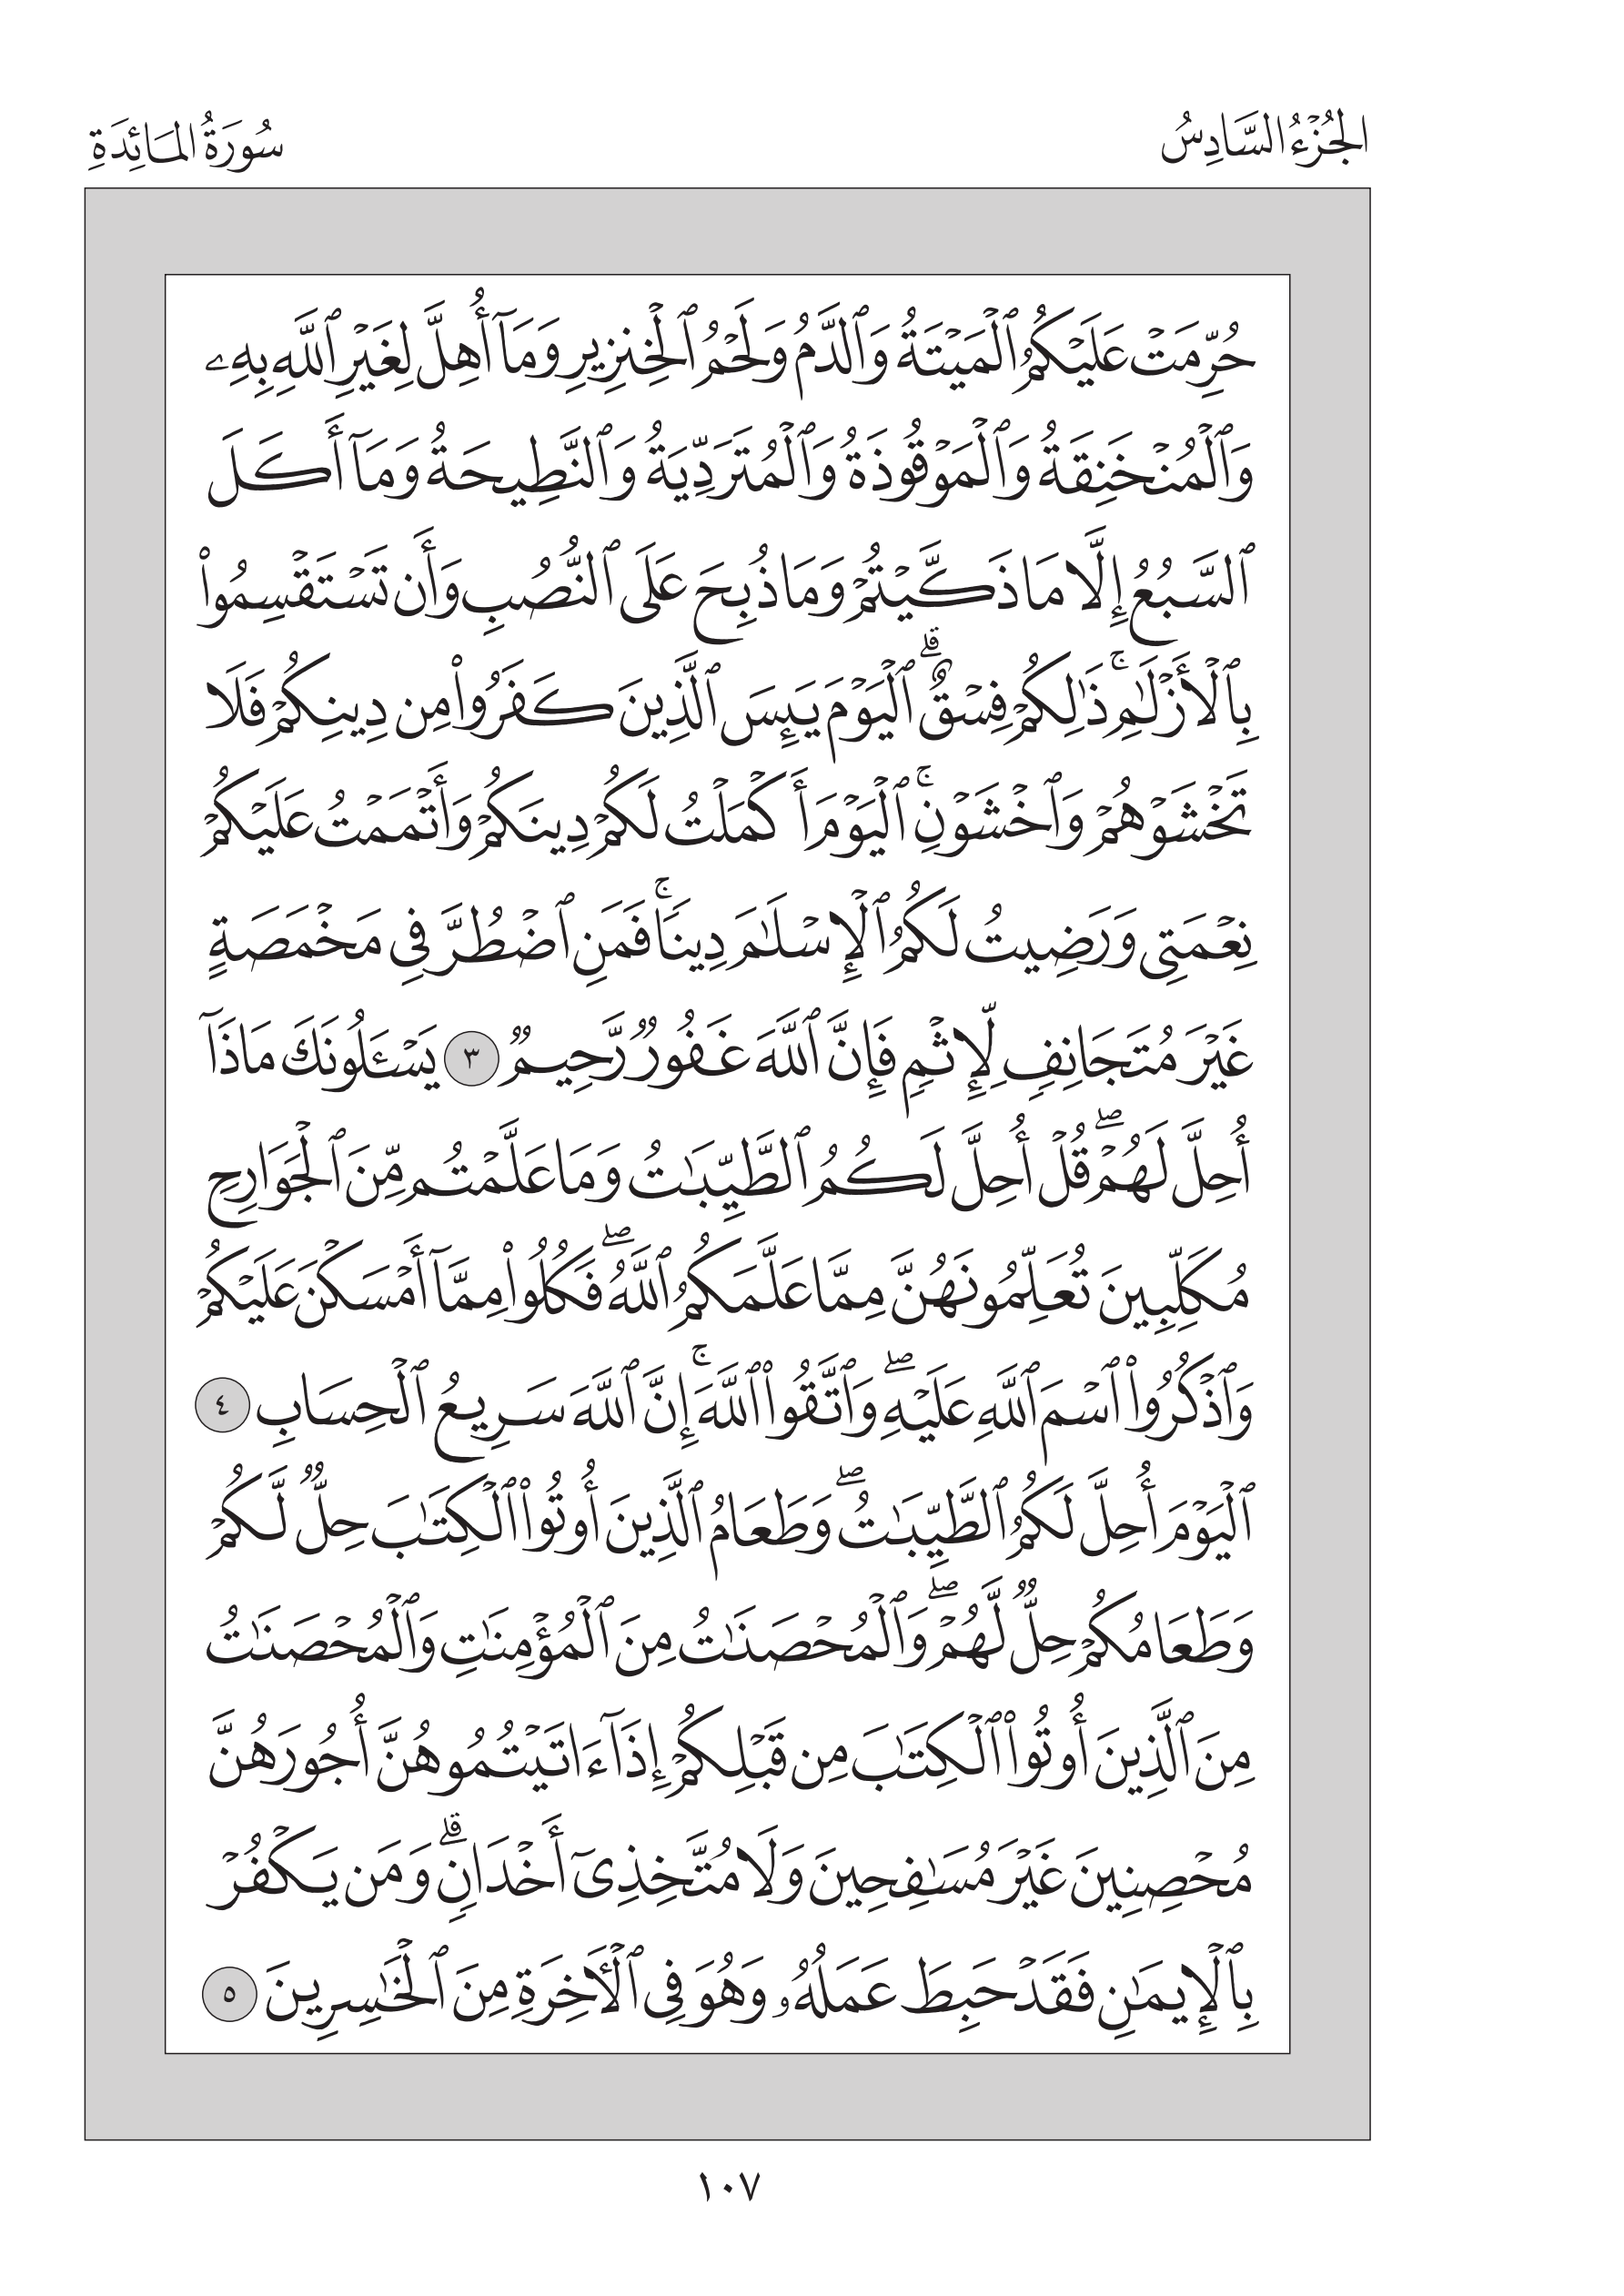 الجُزْءُ السَّادِسُ
سُورَةُ المَائِدَةِ
حُرِّمَتۡ عَلَيۡكُمُ ٱلۡمَيۡتَةُ وَٱلدَّمُ وَلَحۡمُ ٱلۡخِنزِيرِ وَمَآ أُهِلَّ لِغَيۡرِ ٱللَّهِ بِهِۦ
وَٱلۡمُنۡخَنِقَةُ وَٱلۡمَوۡقُوذَةُ وَٱلۡمُتَرَدِّيَةُ وَٱلنَّطِيحَةُ وَمَآ أَكَلَ
ٱلسَّبُعُ إِلَّا مَا ذَكَّيۡتُمۡ وَمَا ذُبِحَ عَلَى ٱلنُّصُبِ وَأَن تَسۡتَقۡسِمُواْ
بِٱلۡأَزۡلَٰمِۚ ذَٰلِكُمۡ فِسۡقٌۗ ٱلۡيَوۡمَ يَئِسَ ٱلَّذِينَ كَفَرُواْ مِن دِينِكُمۡ فَلَا
تَخۡشَوۡهُمۡ وَٱخۡشَوۡنِۚ ٱلۡيَوۡمَ أَكۡمَلۡتُ لَكُمۡ دِينَكُمۡ وَأَتۡمَمۡتُ عَلَيۡكُمۡ
نِعۡمَتِي وَرَضِيتُ لَكُمُ ٱلۡإِسۡلَٰمَ دِينٗاۚ فَمَنِ ٱضۡطُرَّ فِي مَخۡمَصَةٍ
غَيۡرَ مُتَجَانِفٖ لِّإِثۡمٖ فَإِنَّ ٱللَّهَ غَفُورٞ رَّحِيمٞ ٣ يَسۡـَٔلُونَكَ مَاذَآ
أُحِلَّ لَهُمۡۖ قُلۡ أُحِلَّ لَكُمُ ٱلطَّيِّبَٰتُ وَمَا عَلَّمۡتُم مِّنَ ٱلۡجَوَارِحِ
مُكَلِّبِينَ تُعَلِّمُونَهُنَّ مِمَّا عَلَّمَكُمُ ٱللَّهُۖ فَكُلُواْ مِمَّآ أَمۡسَكۡنَ عَلَيۡكُمۡ
وَٱذۡكُرُواْ ٱسۡمَ ٱللَّهِ عَلَيۡهِۖ وَٱتَّقُواْ ٱللَّهَۚ إِنَّ ٱللَّهَ سَرِيعُ ٱلۡحِسَابِ ٤
ٱلۡيَوۡمَ أُحِلَّ لَكُمُ ٱلطَّيِّبَٰتُۖ وَطَعَامُ ٱلَّذِينَ أُوتُواْ ٱلۡكِتَٰبَ حِلّٞ لَّكُمۡ
وَطَعَامُكُمۡ حِلّٞ لَّهُمۡۖ وَٱلۡمُحۡصَنَٰتُ مِنَ ٱلۡمُؤۡمِنَٰتِ وَٱلۡمُحۡصَنَٰتُ
مِنَ ٱلَّذِينَ أُوتُواْ ٱلۡكِتَٰبَ مِن قَبۡلِكُمۡ إِذَآ ءَاتَيۡتُمُوهُنَّ أُجُورَهُنَّ
مُحۡصِنِينَ غَيۡرَ مُسَٰفِحِينَ وَلَا مُتَّخِذِيٓ أَخۡدَانٖۗ وَمَن يَكۡفُرۡ
بِٱلۡإِيمَٰنِ فَقَدۡ حَبِطَ عَمَلُهُۥ وَهُوَ فِي ٱلۡأٓخِرَةِ مِنَ ٱلۡخَٰسِرِينَ ٥
١٠٧